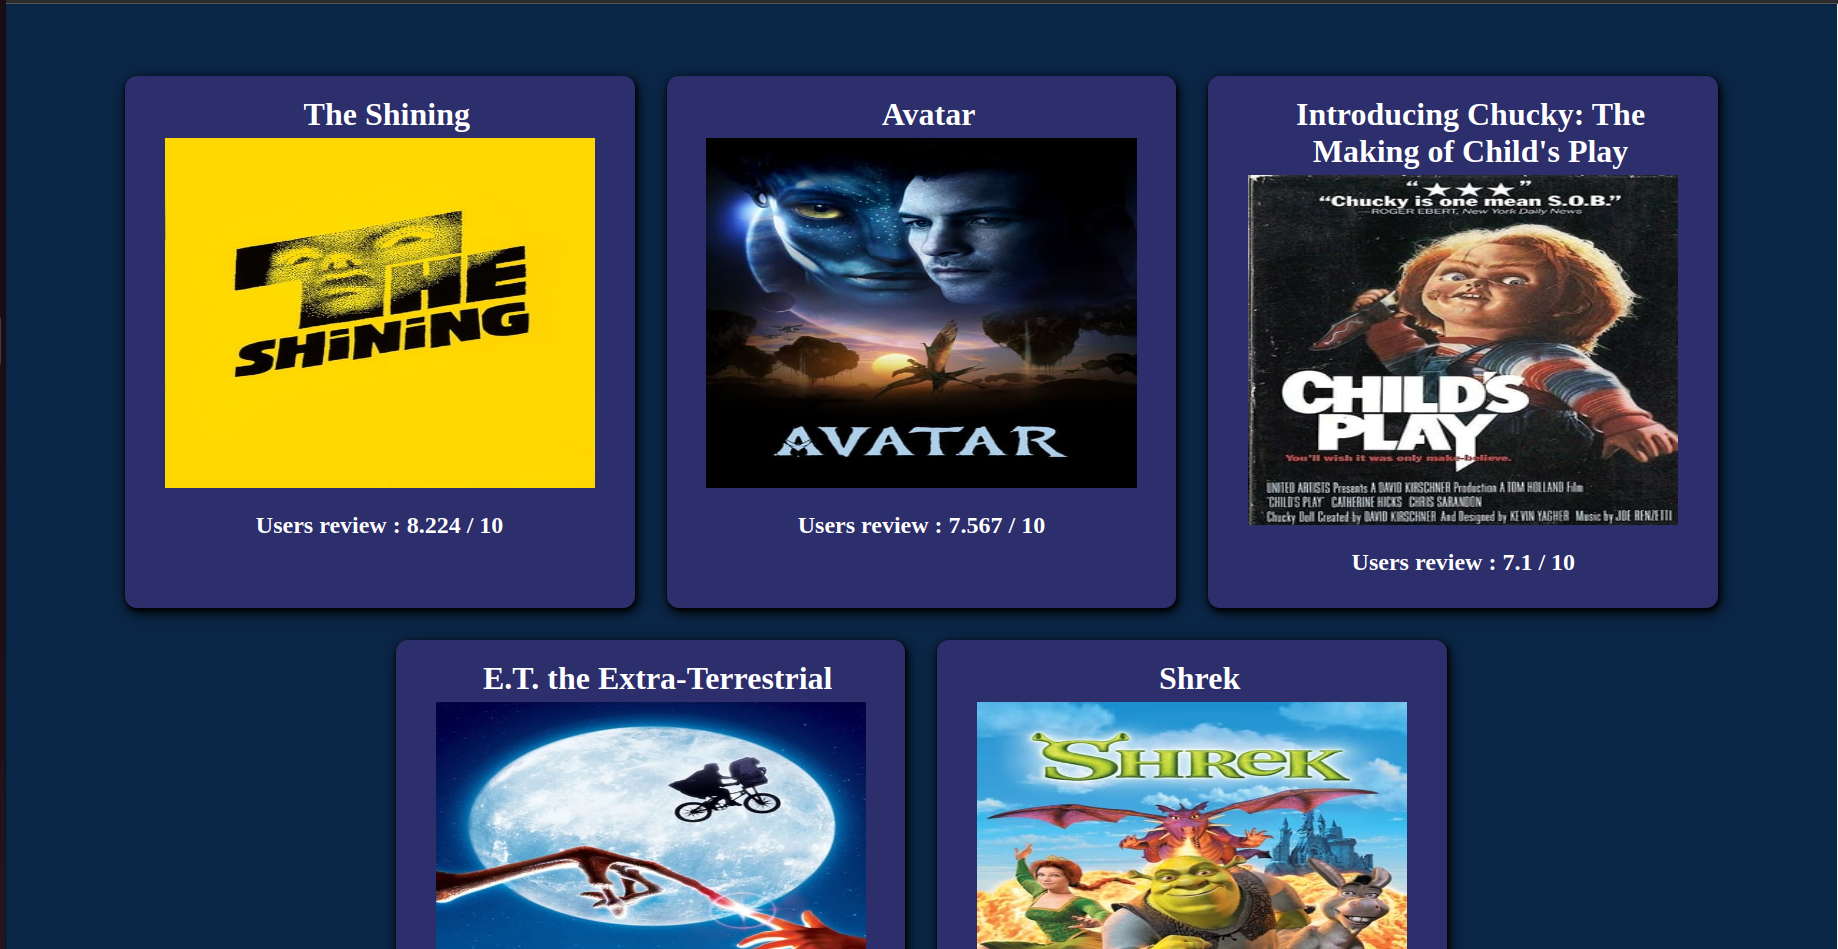 The Shining
THE
SHiNiNG
Users review : 8.224 / 10
Avatar
AVATAR
Users review : 7.567 / 10
Introducing Chucky: The
Making of Child's Play
“ ★★★ ”
“Chucky is one mean S.O.B.”
—ROGER EBERT, New York Daily News
CHILD'S
PLAY
You'll wish it was only make-believe.
UNITED ARTISTS Presents A DAVID KIRSCHNER Production A TOM HOLLAND Film
"CHILD'S PLAY" CATHERINE HICKS CHRIS SARANDON
Chucky Doll Created by DAVID KIRSCHNER And Designed by KEVIN YAGHER Music by JOE RENZETTI
Users review : 7.1 / 10
E.T. the Extra-Terrestrial
Shrek
SHREK